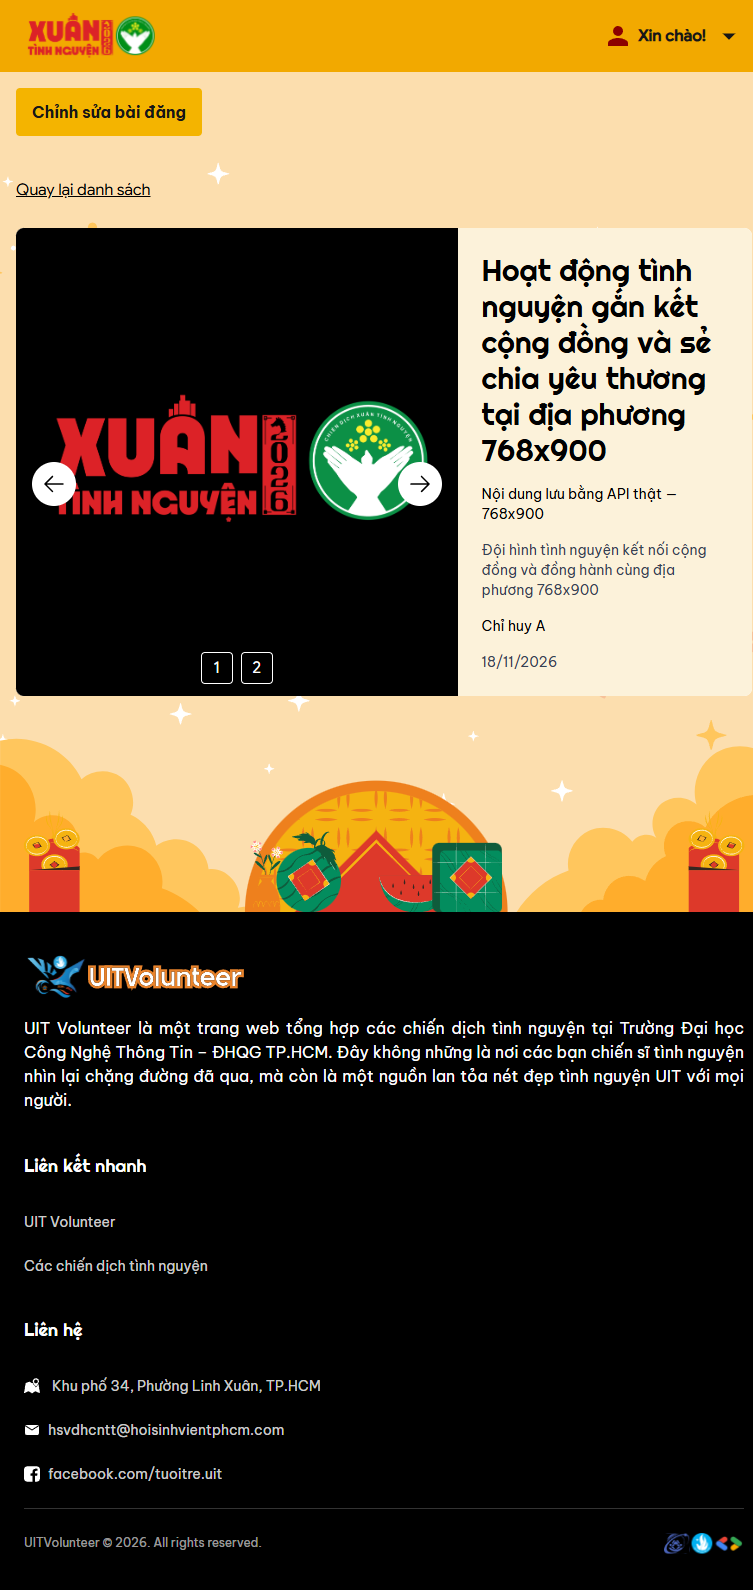 XUÂN
TÌNH NGUYỆN
2026
Xin chào!
Chỉnh sửa bài đăng
Quay lại danh sách
XUÂN
TÌNH NGUYỆN
2026
CHIẾN DỊCH XUÂN TÌNH NGUYỆN
1 2
Hoạt động tình
nguyện gắn kết
cộng đồng và sẻ
chia yêu thương
tại địa phương
768x900
Nội dung lưu bằng API thật —
768x900
Đội hình tình nguyện kết nối cộng
đồng và đồng hành cùng địa
phương 768x900
Chỉ huy A
18/11/2026
UITVolunteer
UIT Volunteer là một trang web tổng hợp các chiến dịch tình nguyện tại Trường Đại học
Công Nghệ Thông Tin – ĐHQG TP.HCM. Đây không những là nơi các bạn chiến sĩ tình nguyện
nhìn lại chặng đường đã qua, mà còn là một nguồn lan tỏa nét đẹp tình nguyện UIT với mọi
người.
Liên kết nhanh
UIT Volunteer
Các chiến dịch tình nguyện
Liên hệ
Khu phố 34, Phường Linh Xuân, TP.HCM
hsvdhcntt@hoisinhvientphcm.com
facebook.com/tuoitre.uit
UITVolunteer © 2026. All rights reserved.